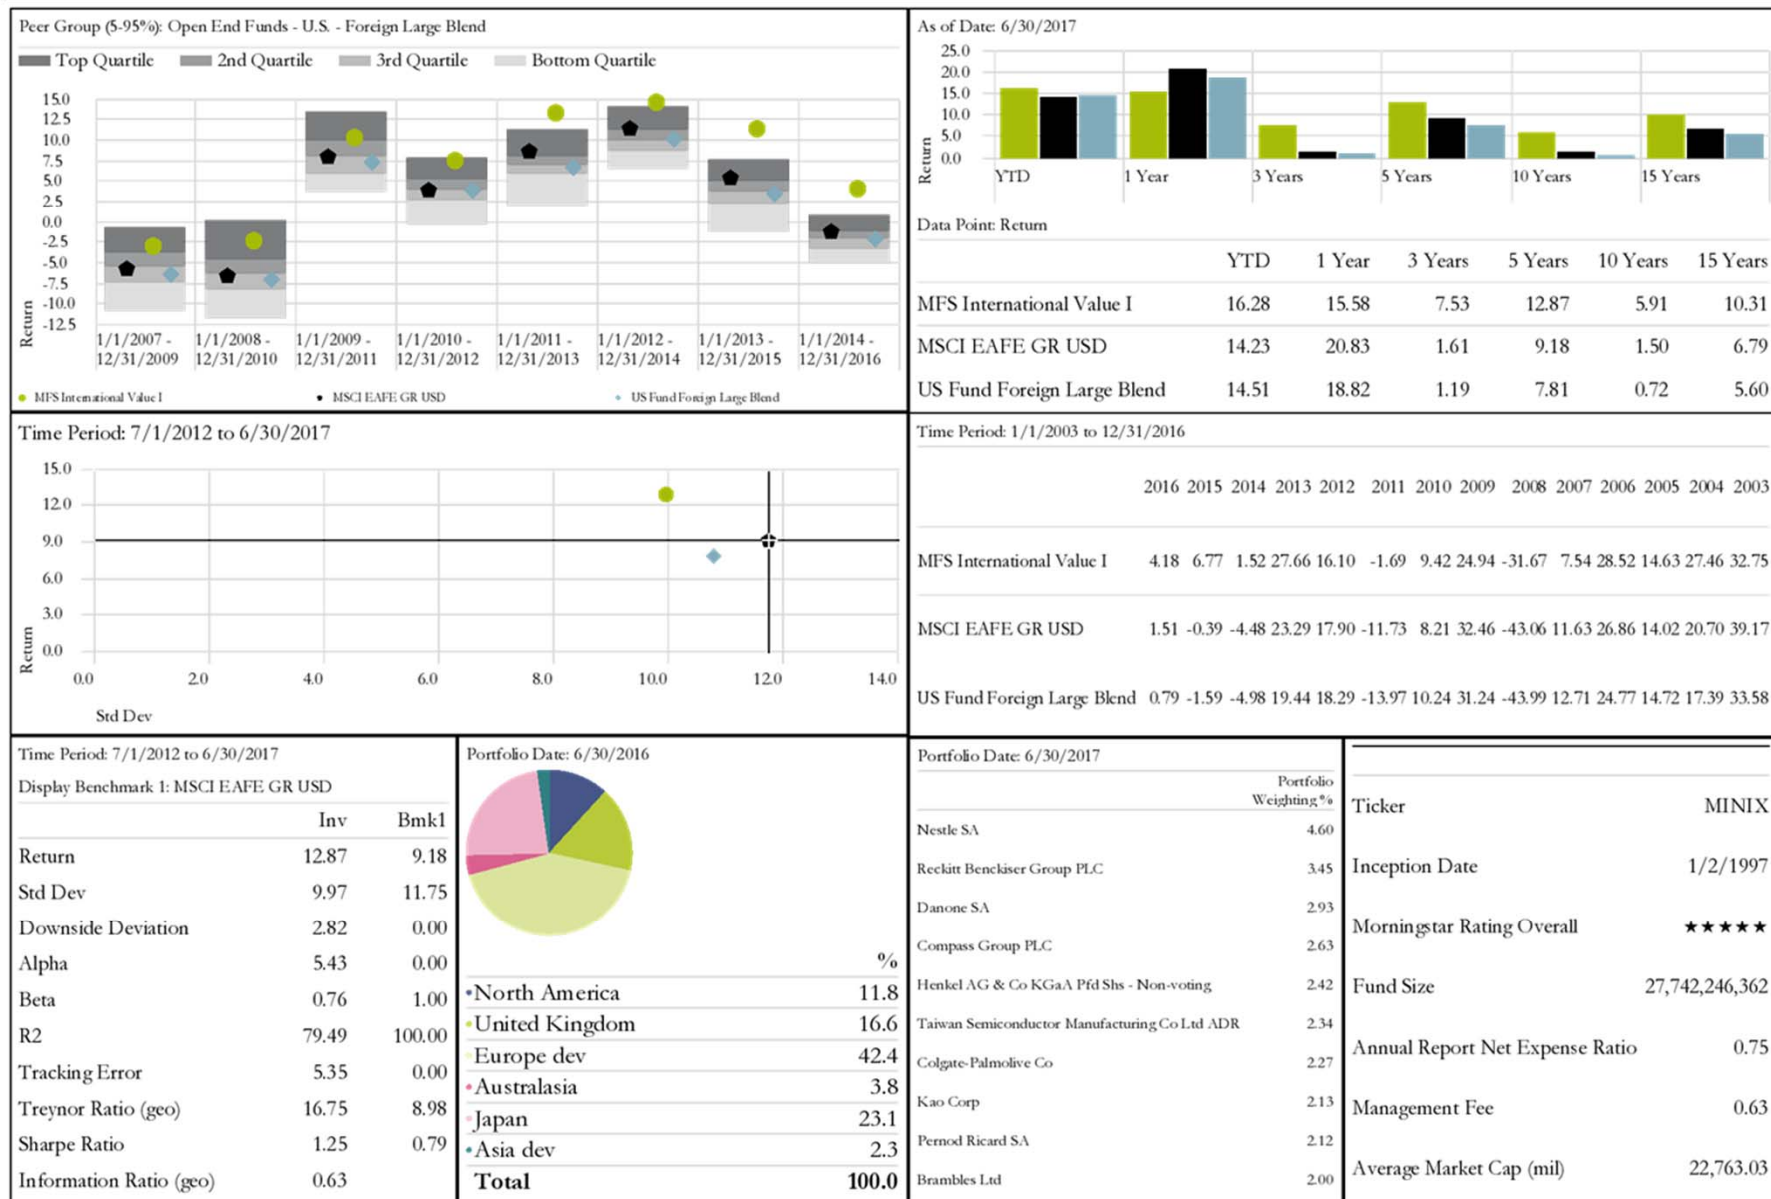 Peer Group (5-95%): Open End Funds - U.S. - Foreign Large Blend
Top Quartile 2nd Quartile 3rd Quartile Bottom Quartile
15.0
12.5
10.0
7.5
5.0
2.5
0.0
-2.5
-5.0
-7.5
-10.0
-12.5
Return
1/1/2007 - 12/31/2009
1/1/2008 - 12/31/2010
1/1/2009 - 12/31/2011
1/1/2010 - 12/31/2012
1/1/2011 - 12/31/2013
1/1/2012 - 12/31/2014
1/1/2013 - 12/31/2015
1/1/2014 - 12/31/2016
MFS International Value I MSCI EAFE GR USD US Fund Foreign Large Blend
As of Date: 6/30/2017
25.0
20.0
15.0
10.0
5.0
0.0
Return
YTD 1 Year 3 Years 5 Years 10 Years 15 Years
Data Point: Return
YTD 1 Year 3 Years 5 Years 10 Years 15 Years
MFS International Value I 16.28 15.58 7.53 12.87 5.91 10.31
MSCI EAFE GR USD 14.23 20.83 1.61 9.18 1.50 6.79
US Fund Foreign Large Blend 14.51 18.82 1.19 7.81 0.72 5.60
Time Period: 7/1/2012 to 6/30/2017
15.0
12.0
9.0
6.0
3.0
0.0
Return
0.0 2.0 4.0 6.0 8.0 10.0 12.0 14.0
Std Dev
Time Period: 1/1/2003 to 12/31/2016
2016 2015 2014 2013 2012 2011 2010 2009 2008 2007 2006 2005 2004 2003
MFS International Value I 4.18 6.77 1.52 27.66 16.10 -1.69 9.42 24.94 -31.67 7.54 28.52 14.63 27.46 32.75
MSCI EAFE GR USD 1.51 -0.39 -4.48 23.29 17.90 -11.73 8.21 32.46 -43.06 11.63 26.86 14.02 20.70 39.17
US Fund Foreign Large Blend 0.79 -1.59 -4.98 19.44 18.29 -13.97 10.24 31.24 -43.99 12.71 24.77 14.72 17.39 33.58
Time Period: 7/1/2012 to 6/30/2017
Display Benchmark 1: MSCI EAFE GR USD
Inv Bmk1
Return 12.87 9.18
Std Dev 9.97 11.75
Downside Deviation 2.82 0.00
Alpha 5.43 0.00
Beta 0.76 1.00
R2 79.49 100.00
Tracking Error 5.35 0.00
Treynor Ratio (geo) 16.75 8.98
Sharpe Ratio 1.25 0.79
Information Ratio (geo) 0.63
Portfolio Date: 6/30/2016
%
North America 11.8
United Kingdom 16.6
Europe dev 42.4
Australasia 3.8
Japan 23.1
Asia dev 2.3
Total 100.0
Portfolio Date: 6/30/2017
Portfolio
Weighting %
Nestle SA 4.60
Reckitt Benckiser Group PLC 3.45
Danone SA 2.93
Compass Group PLC 2.63
Henkel AG & Co KGaA Pfd Shs - Non-voting 2.42
Taiwan Semiconductor Manufacturing Co Ltd ADR 2.34
Colgate-Palmolive Co 2.27
Kao Corp 2.13
Pernod Ricard SA 2.12
Brambles Ltd 2.00
Ticker MINIX
Inception Date 1/2/1997
Morningstar Rating Overall ★★★★★
Fund Size 27,742,246,362
Annual Report Net Expense Ratio 0.75
Management Fee 0.63
Average Market Cap (mil) 22,763.03